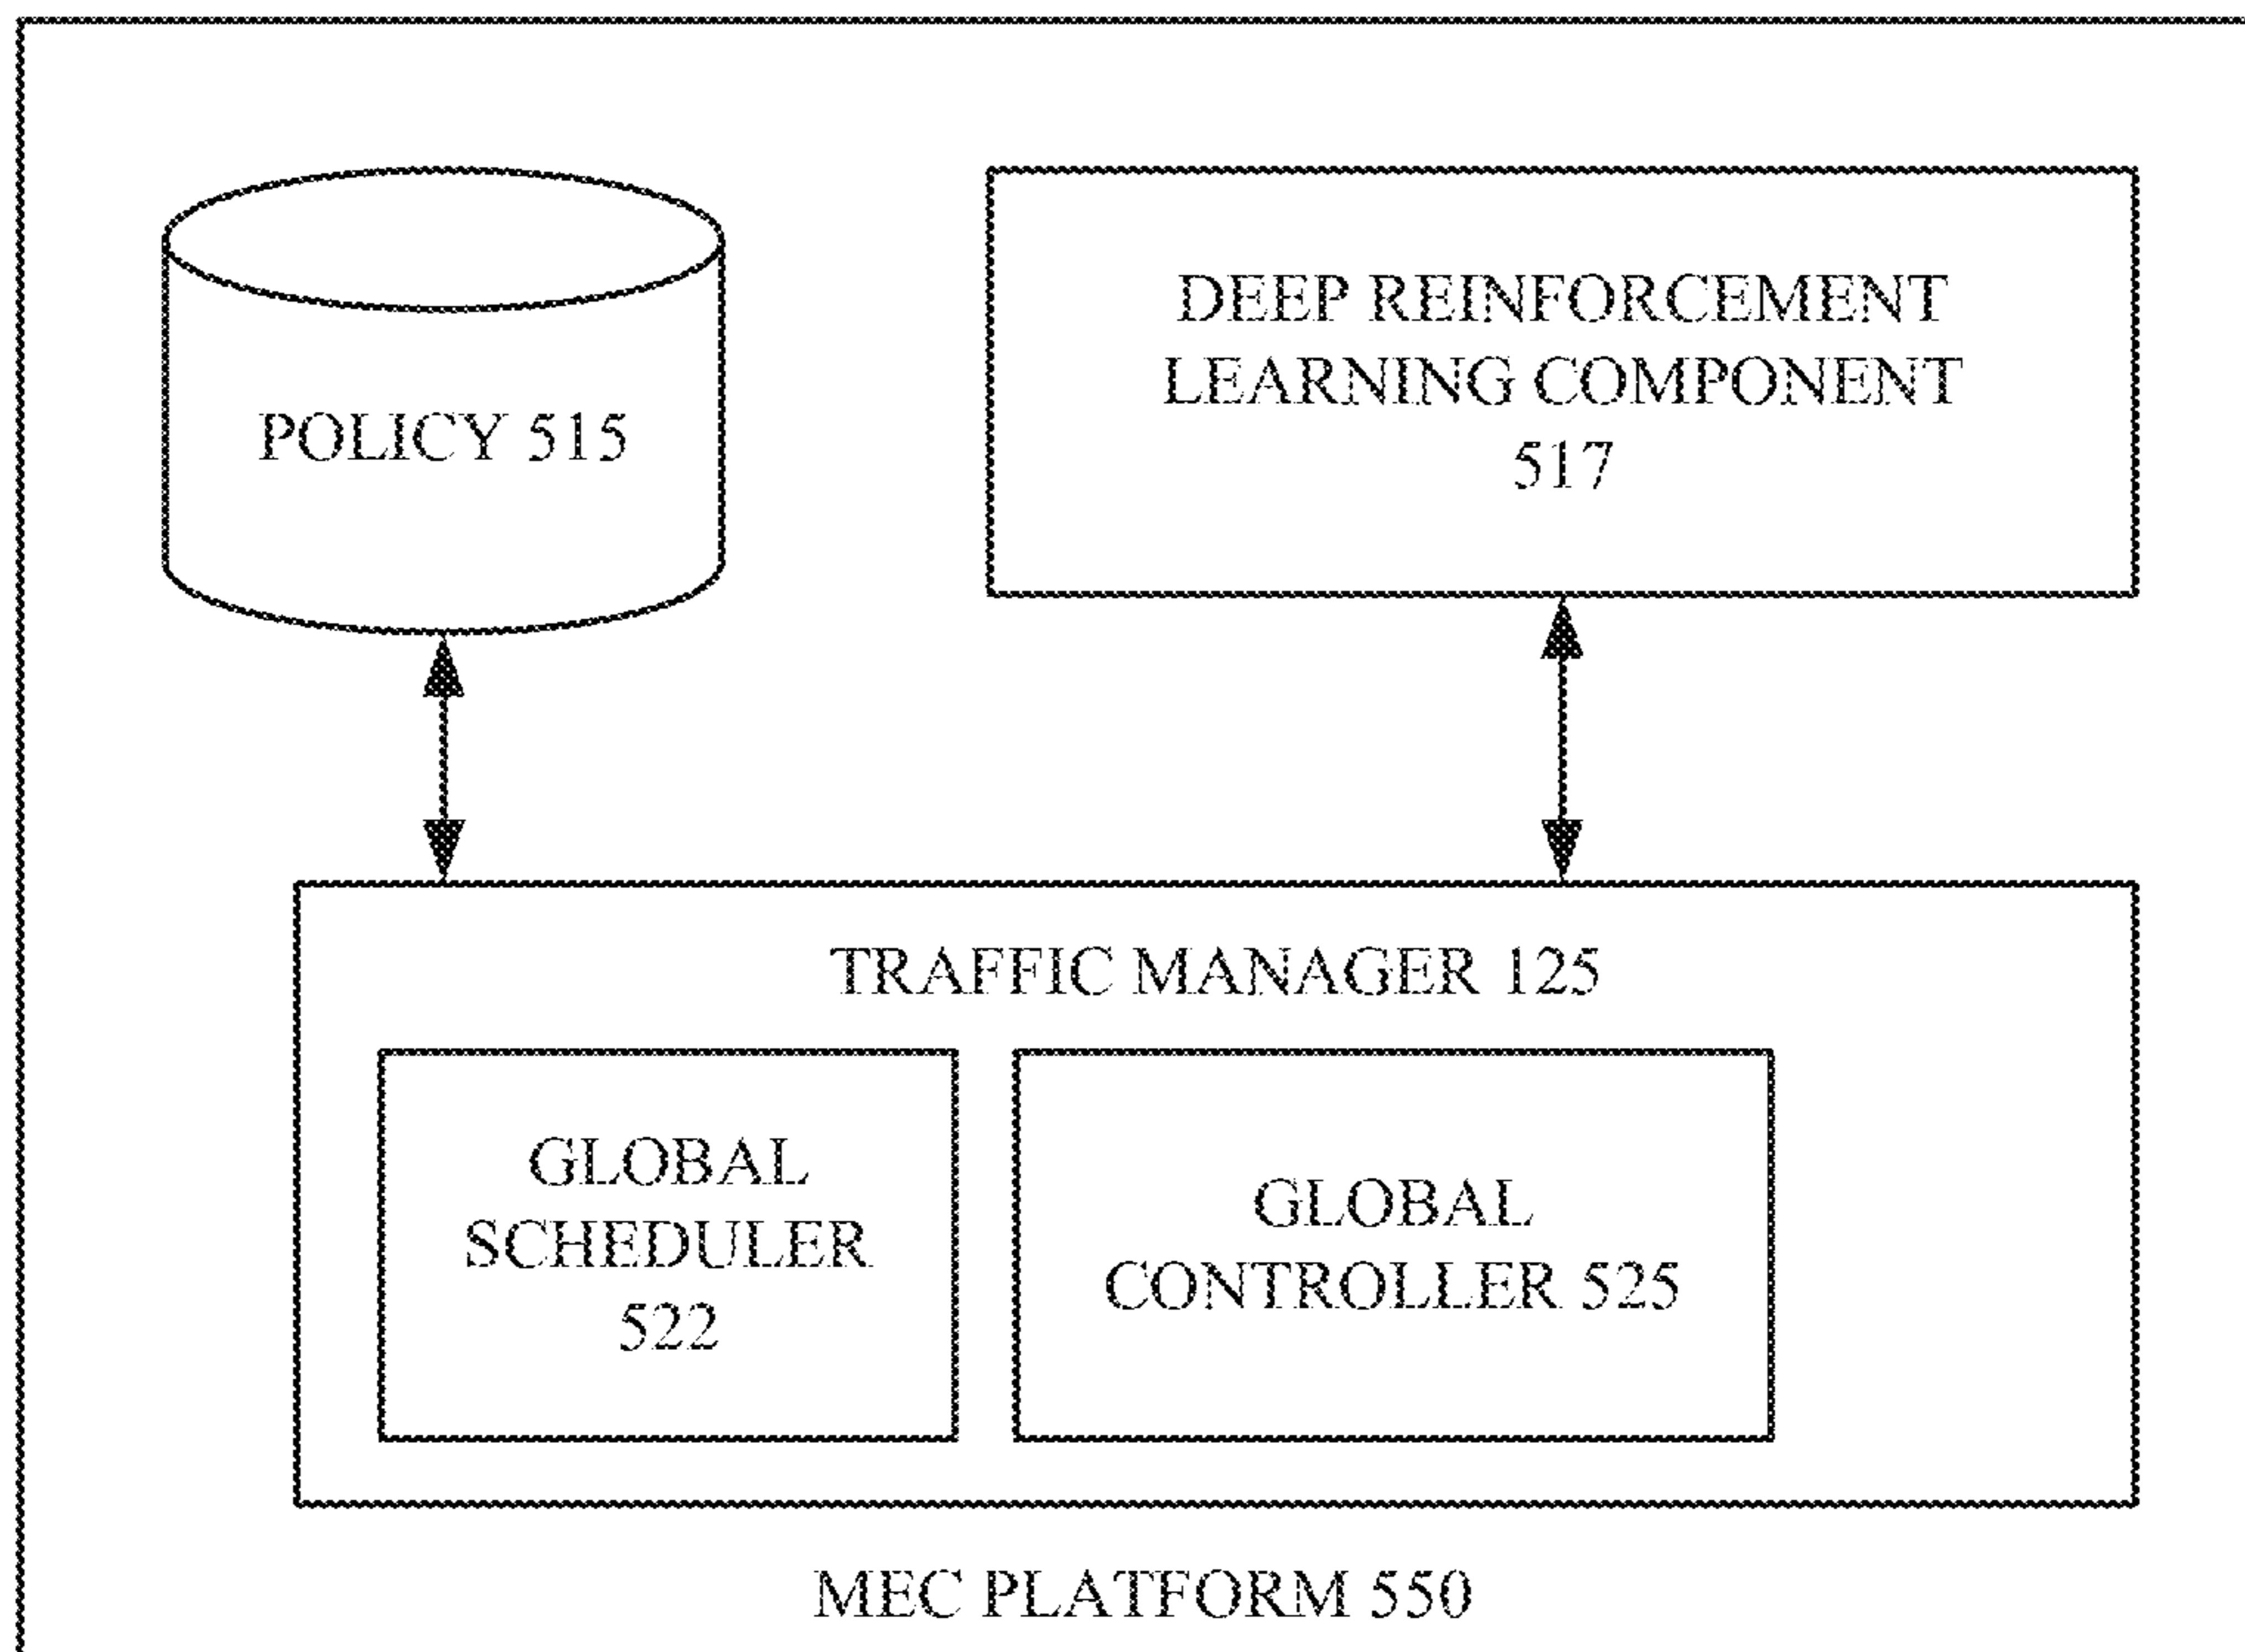 POLICY 515
DEEP REINFORCEMENT
LEARNING COMPONENT
517
TRAFFIC MANAGER 125
GLOBAL
SCHEDULER
522
GLOBAL
CONTROLLER 525
MEC PLATFORM 550